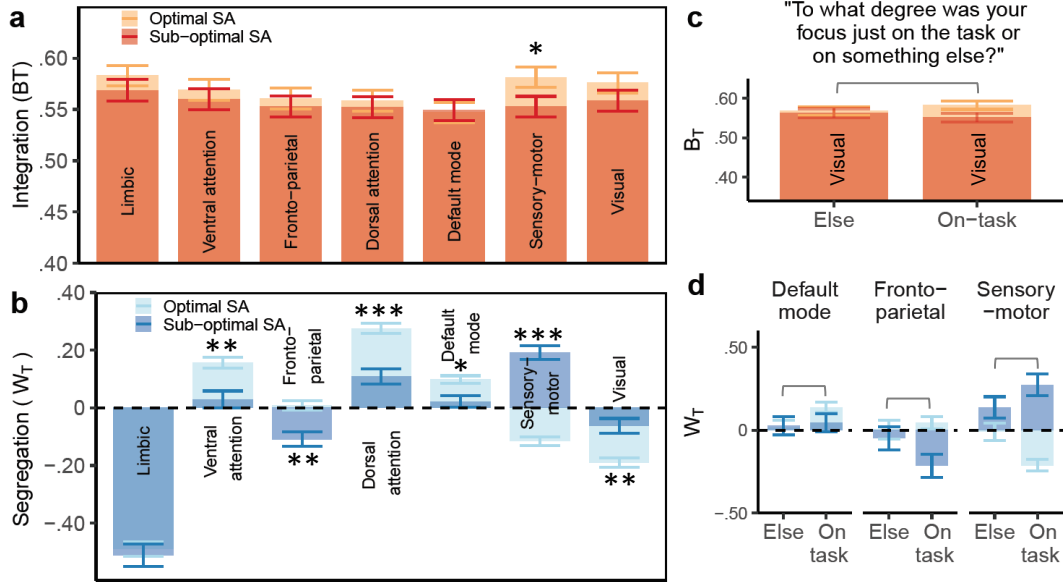 a
Optimal SA
Sub-optimal SA
Integration (BT)
.60
.55
.50
.45
.40
*
Limbic
Ventral attention
Fronto−parietal
Dorsal attention
Default mode
Sensory−motor
Visual
b
Optimal SA
Sub-optimal SA
Segregation ( WT)
.40
.20
0
−.20
−.40
Limbic
**
Ventral
attention
Fronto−
parietal
**
***
Dorsal
attention
Default
mode
*
***
Sensory−
motor
Visual
**
c
"To what degree was your
focus just on the task or
on something else?"
BT
.60
.50
.40
Visual
Visual
Else
On−task
d
Default
mode
Fronto−
parietal
Sensory
−motor
WT
.50
0
−.50
Else
On
task
Else
On
task
Else
On
task